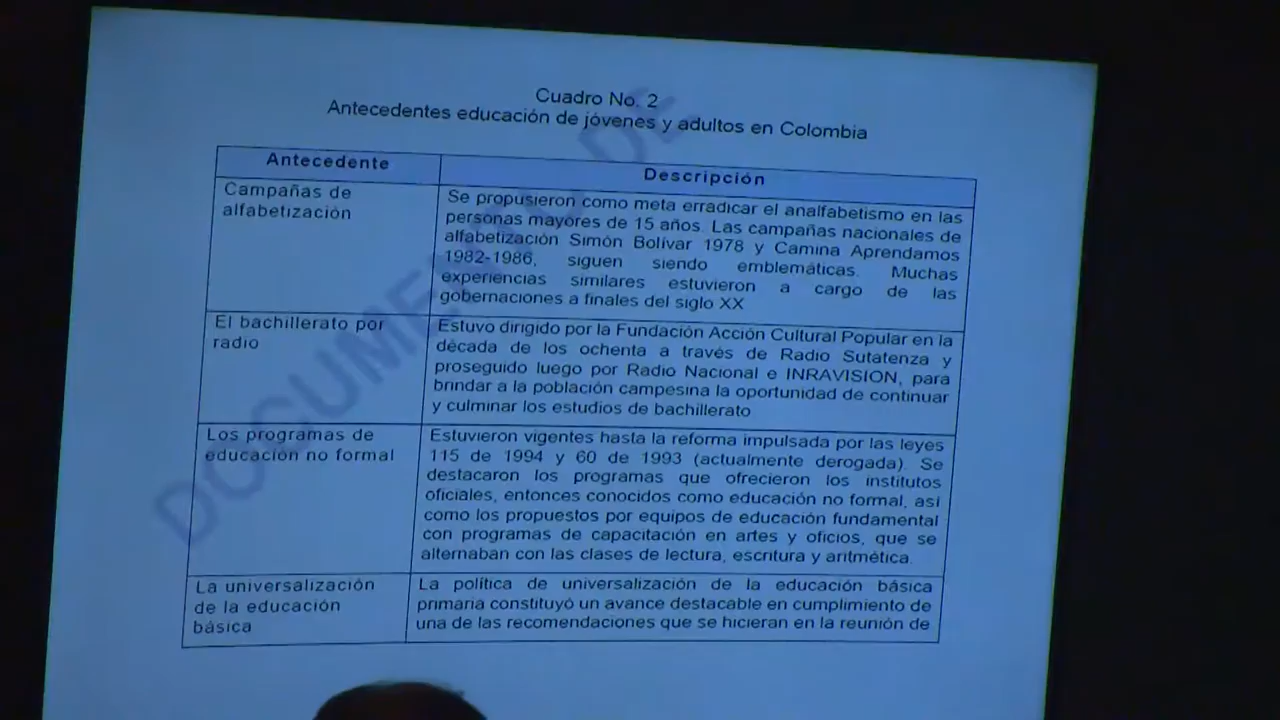 Cuadro No. 2
Antecedentes educación de jóvenes y adultos en Colombia
Antecedente
Descripción
Campañas de
alfabetización
Se propusieron como meta erradicar el analfabetismo en las
personas mayores de 15 años. Las campañas nacionales de
alfabetización Simón Bolívar 1978 y Camina Aprendamos
1982-1986, siguen siendo emblemáticas. Muchas
experiencias similares estuvieron a cargo de las
gobernaciones a finales del siglo XX
El bachillerato por
radio
Estuvo dirigido por la Fundación Acción Cultural Popular en la
década de los ochenta a través de Radio Sutatenza y
proseguido luego por Radio Nacional e INRAVISION, para
brindar a la población campesina la oportunidad de continuar
y culminar los estudios de bachillerato
Los programas de
educación no formal
Estuvieron vigentes hasta la reforma impulsada por las leyes
115 de 1994 y 60 de 1993 (actualmente derogada). Se
destacaron los programas que ofrecieron los institutos
oficiales, entonces conocidos como educación no formal, así
como los propuestos por equipos de educación fundamental
con programas de capacitación en artes y oficios, que se
alternaban con las clases de lectura, escritura y aritmética.
La universalización
de la educación
básica
La política de universalización de la educación básica
primaria constituyó un avance destacable en cumplimiento de
una de las recomendaciones que se hicieran en la reunión de